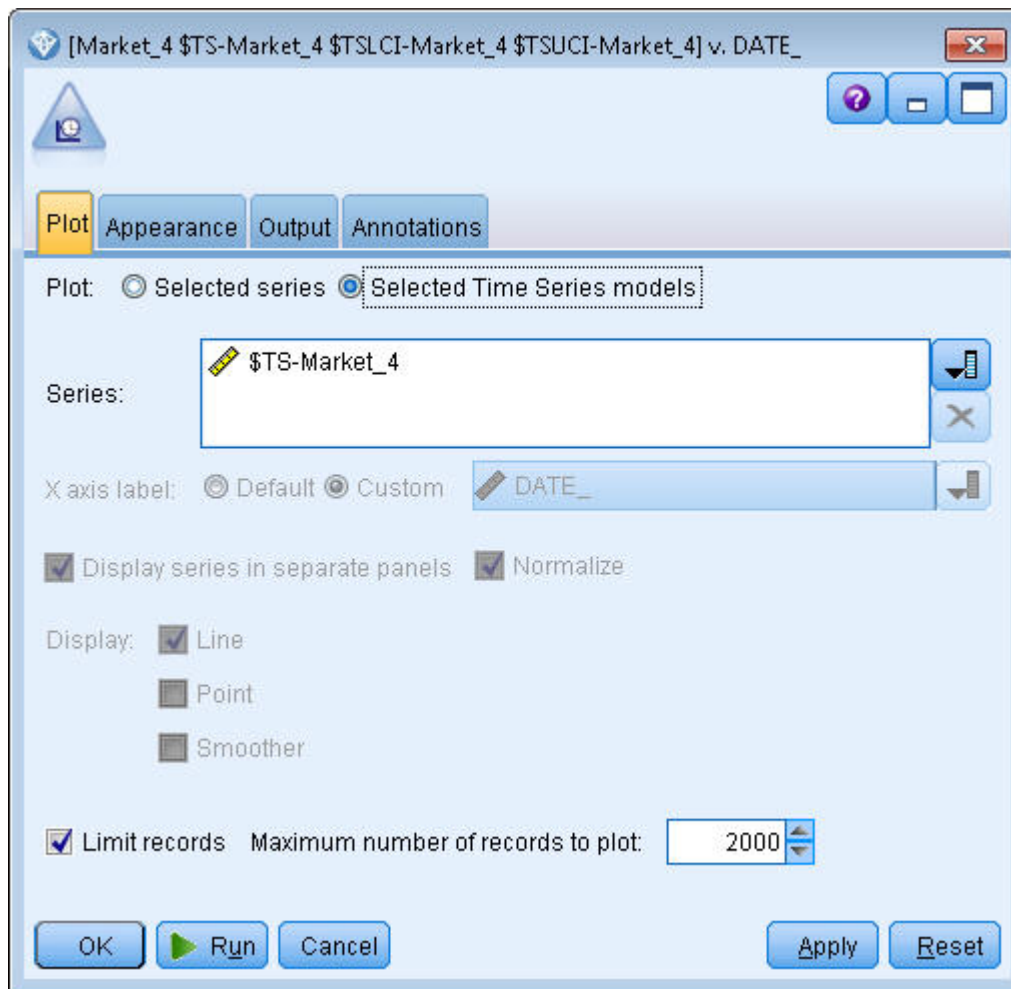 [Market_4 $TS-Market_4 $TSLCI-Market_4 $TSUCI-Market_4] v. DATE_
?
Plot Appearance Output Annotations
Plot: Selected series Selected Time Series models
Series: $TS-Market_4
X axis label: Default Custom DATE_
Display series in separate panels Normalize
Display: Line
Point
Smoother
Limit records Maximum number of records to plot: 2000
OK Run Cancel Apply Reset